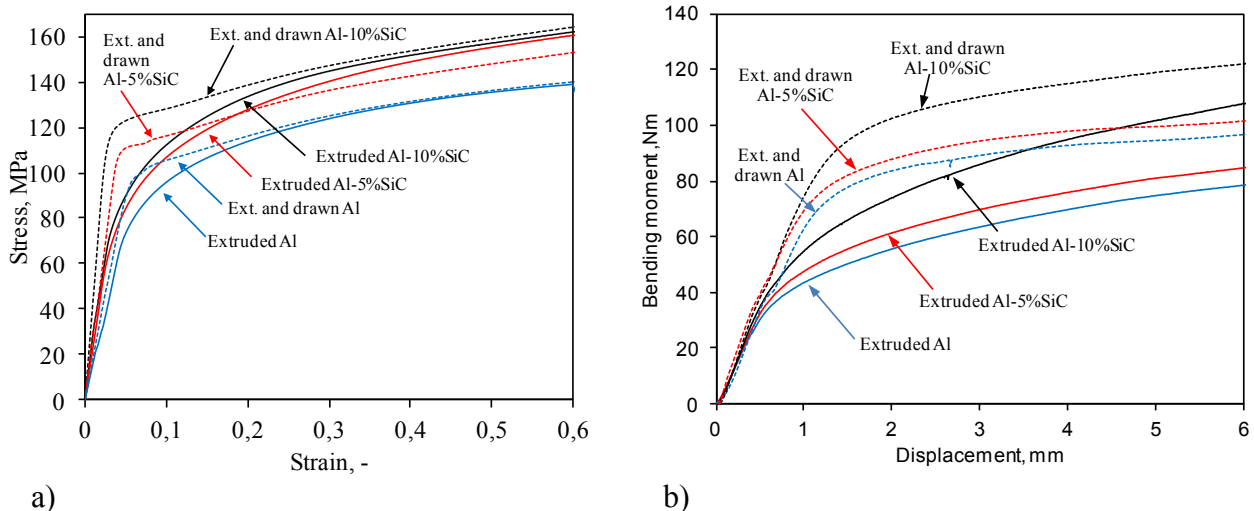 160
140
120
100
80
60
40
20
0
Stress, MPa
Ext. and drawn Al-10%SiC
Ext. and
drawn
Al-5%SiC
Extruded Al-10%SiC
Extruded Al-5%SiC
Ext. and drawn Al
Extruded Al
0 0,1 0,2 0,3 0,4 0,5 0,6
Strain, -
a)
140
120
100
80
60
40
20
0
Bending moment ,Nm
Ext. and drawn
Al-10%SiC
Ext. and drawn
Al-5%SiC
Ext. and
drawn Al
Extruded Al-10%SiC
Extruded Al-5%SiC
Extruded Al
0 1 2 3 4 5 6
Displacement, mm
b)